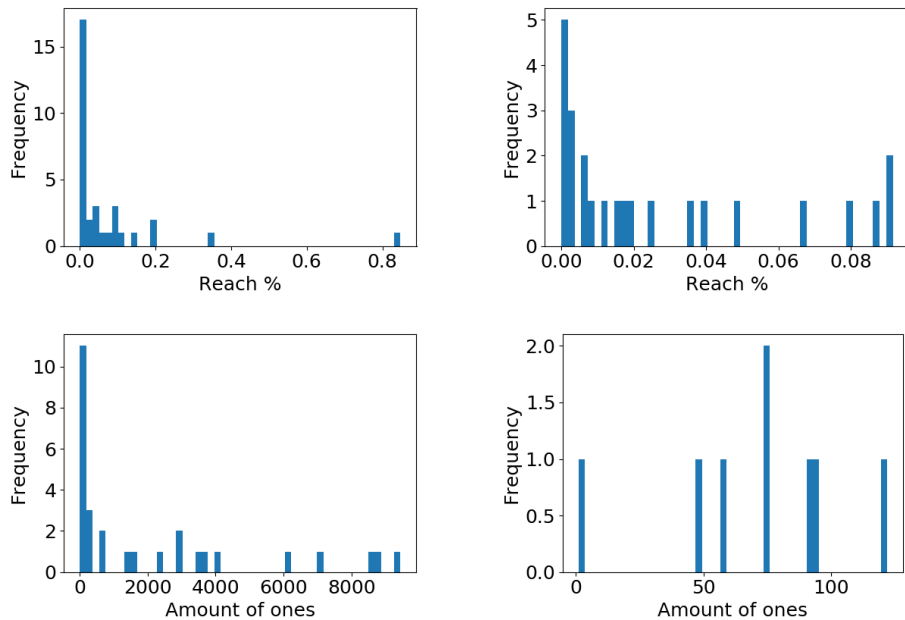 Frequency
15
10
5
0
0.0 0.2 0.4 0.6 0.8
Reach %
Frequency
5
4
3
2
1
0
0.00 0.02 0.04 0.06 0.08
Reach %
Frequency
10
8
6
4
2
0
0 2000 4000 6000 8000
Amount of ones
Frequency
2.0
1.5
1.0
0.5
0.0
0 50 100
Amount of ones